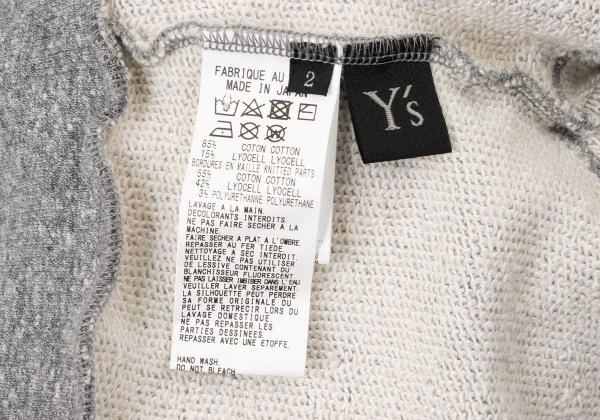 FABRIQUE AU
MADE IN JAPAN
2
Y's
85% COTON COTTON
15% LYOCELL LYOCELL
BORDURES EN MAILLE KNITTED PARTS
55% COTON COTTON
42% LYOCELL LYOCELL
3% POLYURETHANNE POLYURETHANE
LAVAGE A LA MAIN.
DECOLORANTS INTERDITS.
NE PAS FAIRE SECHER A LA
MACHINE.
FAIRE SECHER A PLAT A L'OMBRE.
REPASSER AU FER TIEDE.
NETTOYAGE A SEC INTERDIT.
VEUILLEZ NE PAS UTILISER
DE LESSIVE CONTENANT DU
BLANCHISSEUR FLUORESCENT.
NE PAS LAISSER IMBIBER DANS L'EAU.
VEUILLER LAVER SEPAREMENT.
LA SILHOUETTE PEUT PERDRE
SA FORME ORIGINALE OU
PEUT SE RETRECIR LORS DU
LAVAGE DOMESTIQUE.
NE PAS REPASSER LES
PARTIES DESSINEES.
REPASSER AVEC UNE ETOFFE.
HAND WASH
DO NOT BLEACH